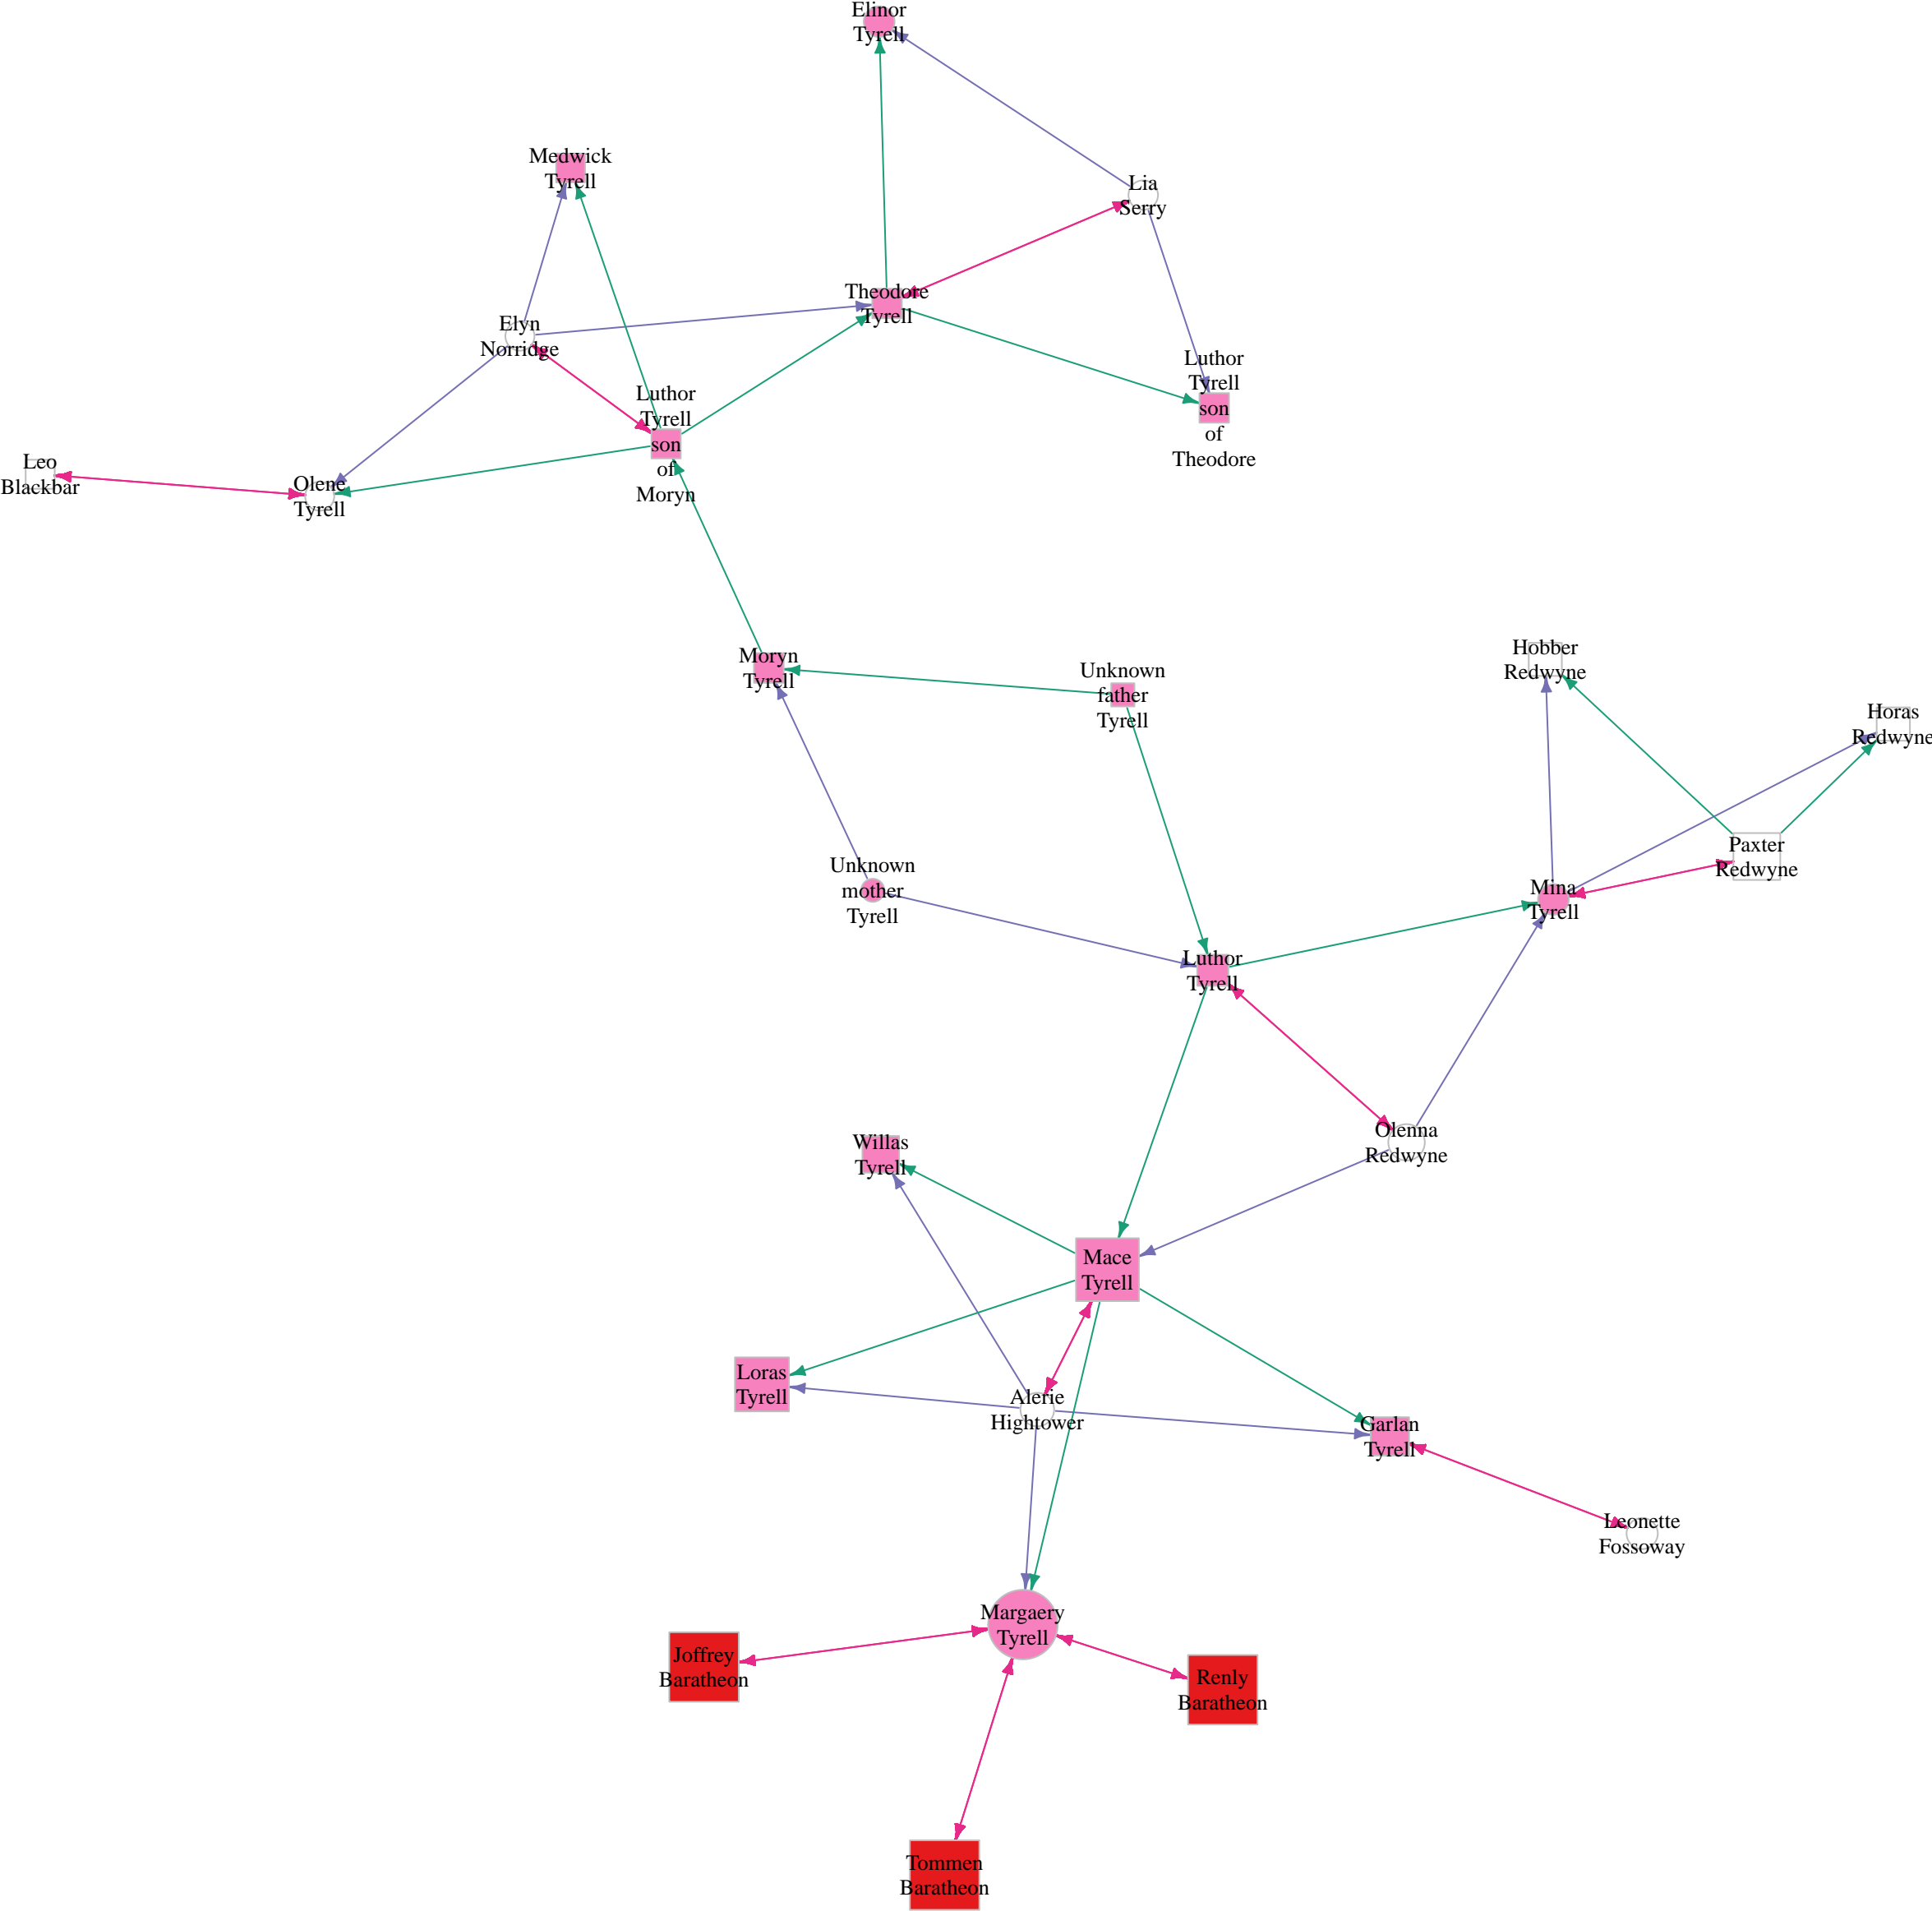 Elinor
Tyrell
Medwick
Tyrell
Lia
Serry
Theodore
Tyrell
Elyn
Norridge
Luthor
Tyrell
son
of
Theodore
Luthor
Tyrell
son
of
Moryn
Leo
Blackbar
Olene
Tyrell
Moryn
Tyrell
Unknown
father
Tyrell
Hobber
Redwyne
Horas
Redwyne
Paxter
Redwyne
Unknown
mother
Tyrell
Mina
Tyrell
Luthor
Tyrell
Olenna
Redwyne
Willas
Tyrell
Mace
Tyrell
Loras
Tyrell
Alerie
Hightower
Garlan
Tyrell
Leonette
Fossoway
Margaery
Tyrell
Joffrey
Baratheon
Renly
Baratheon
Tommen
Baratheon